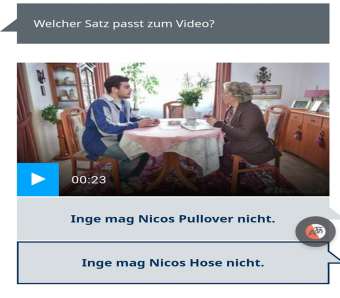 Welcher Satz passt zum Video?
00:23
Inge mag Nicos Pullover nicht.
Inge mag Nicos Hose nicht.